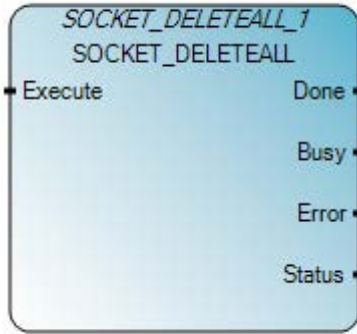 SOCKET_DELETEALL_1
SOCKET_DELETEALL
Execute Done
Busy
Error
Status